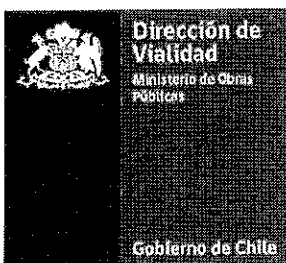 Dirección de
Vialidad
Ministerio de Obras
Públicas
Gobierno de Chile